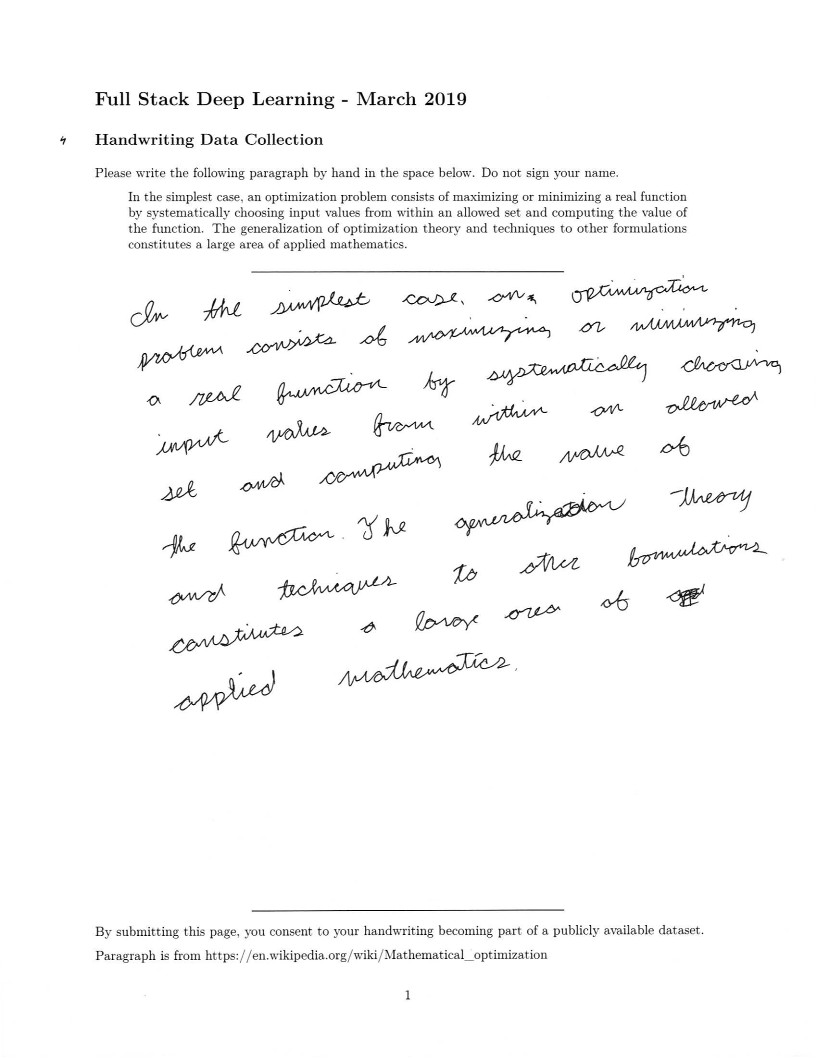 Full Stack Deep Learning - March 2019
Handwriting Data Collection
Please write the following paragraph by hand in the space below. Do not sign your name.
In the simplest case, an optimization problem consists of maximizing or minimizing a real function
by systematically choosing input values from within an allowed set and computing the value of
the function. The generalization of optimization theory and techniques to other formulations
constitutes a large area of applied mathematics.
In the simplest case, an optimization
problem consists of maximizing or minimizing
a real function by systematically choosing
input values from within an allowed
set and computing the value of
the function. The generalization theory
and techniques to other formulations
constitutes a large area of
applied mathematics.
By submitting this page, you consent to your handwriting becoming part of a publicly available dataset.
Paragraph is from https://en.wikipedia.org/wiki/Mathematical_optimization
1